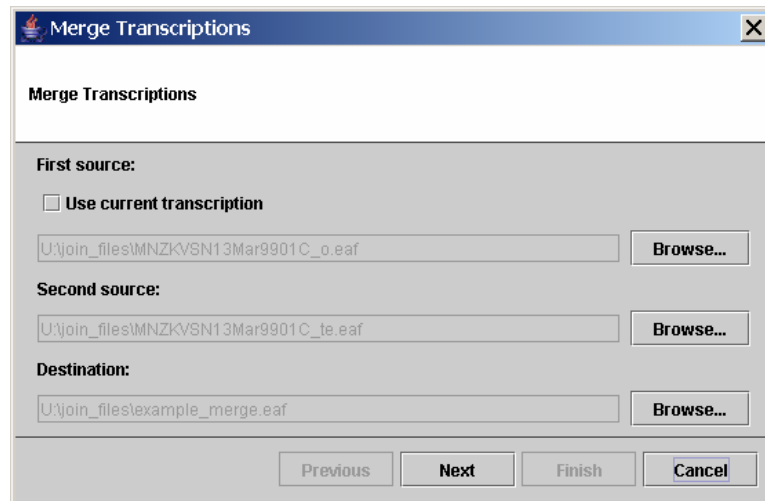 Merge Transcriptions
Merge Transcriptions
First source:
Use current transcription
U:\join_files\MNZKVSN13Mar9901C_o.eaf
Browse...
Second source:
U:\join_files\MNZKVSN13Mar9901C_te.eaf
Browse...
Destination:
U:\join_files\example_merge.eaf
Browse...
Previous Next Finish Cancel